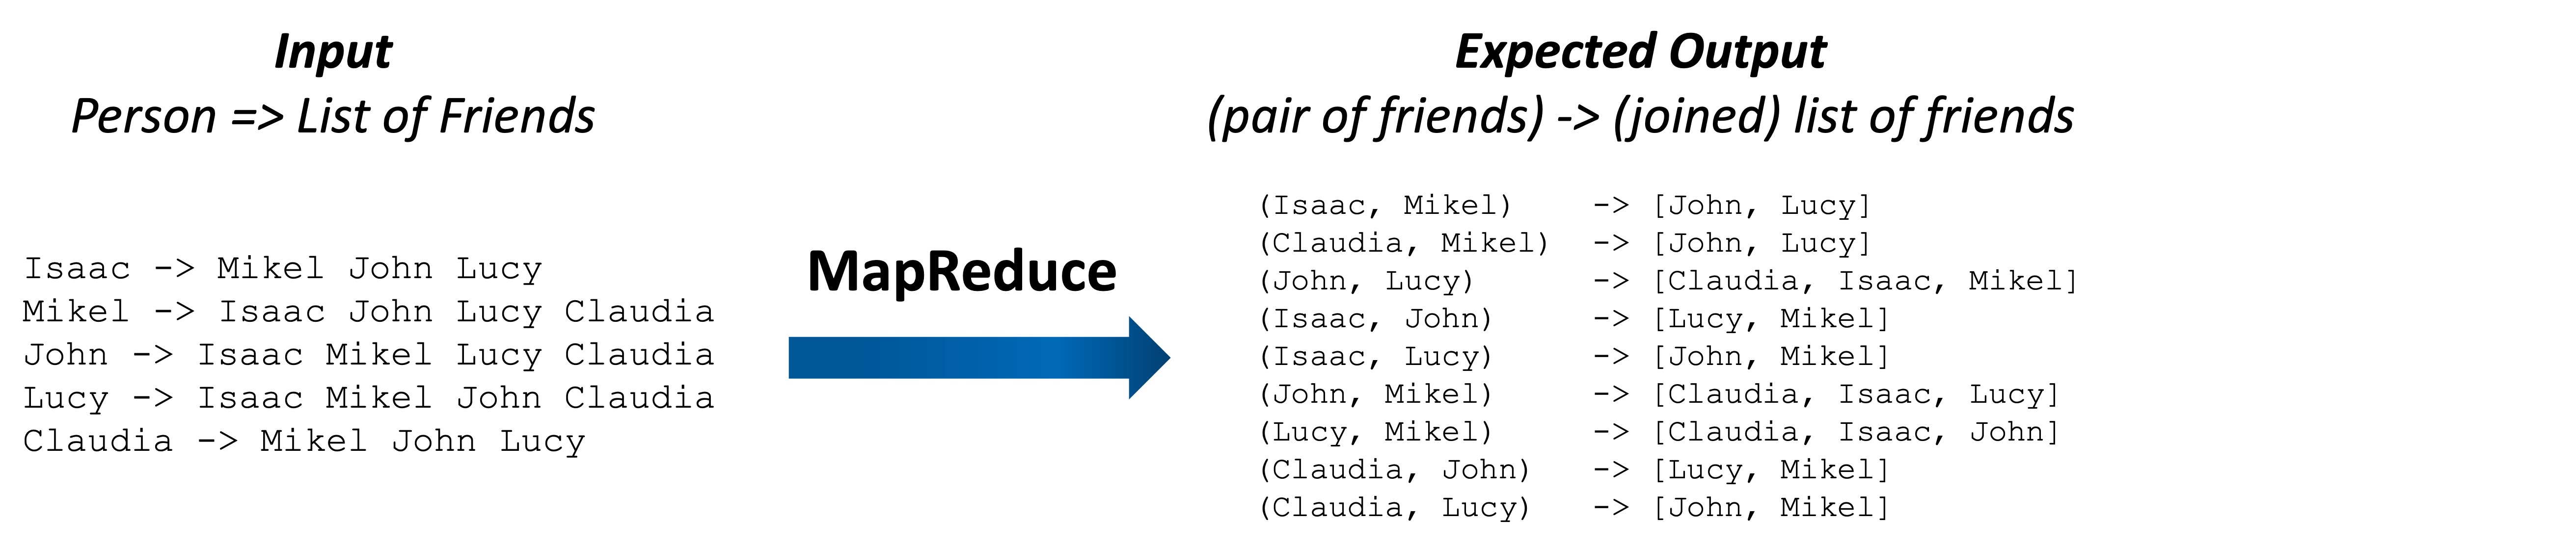 Input
Person => List of Friends
Isaac -> Mikel John Lucy
Mikel -> Isaac John Lucy Claudia
John -> Isaac Mikel Lucy Claudia
Lucy -> Isaac Mikel John Claudia
Claudia -> Mikel John Lucy
MapReduce
Expected Output
(pair of friends) -> (joined) list of friends
(Isaac, Mikel) -> [John, Lucy]
(Claudia, Mikel) -> [John, Lucy]
(John, Lucy) -> [Claudia, Isaac, Mikel]
(Isaac, John) -> [Lucy, Mikel]
(Isaac, Lucy) -> [John, Mikel]
(John, Mikel) -> [Claudia, Isaac, Lucy]
(Lucy, Mikel) -> [Claudia, Isaac, John]
(Claudia, John) -> [Lucy, Mikel]
(Claudia, Lucy) -> [John, Mikel]